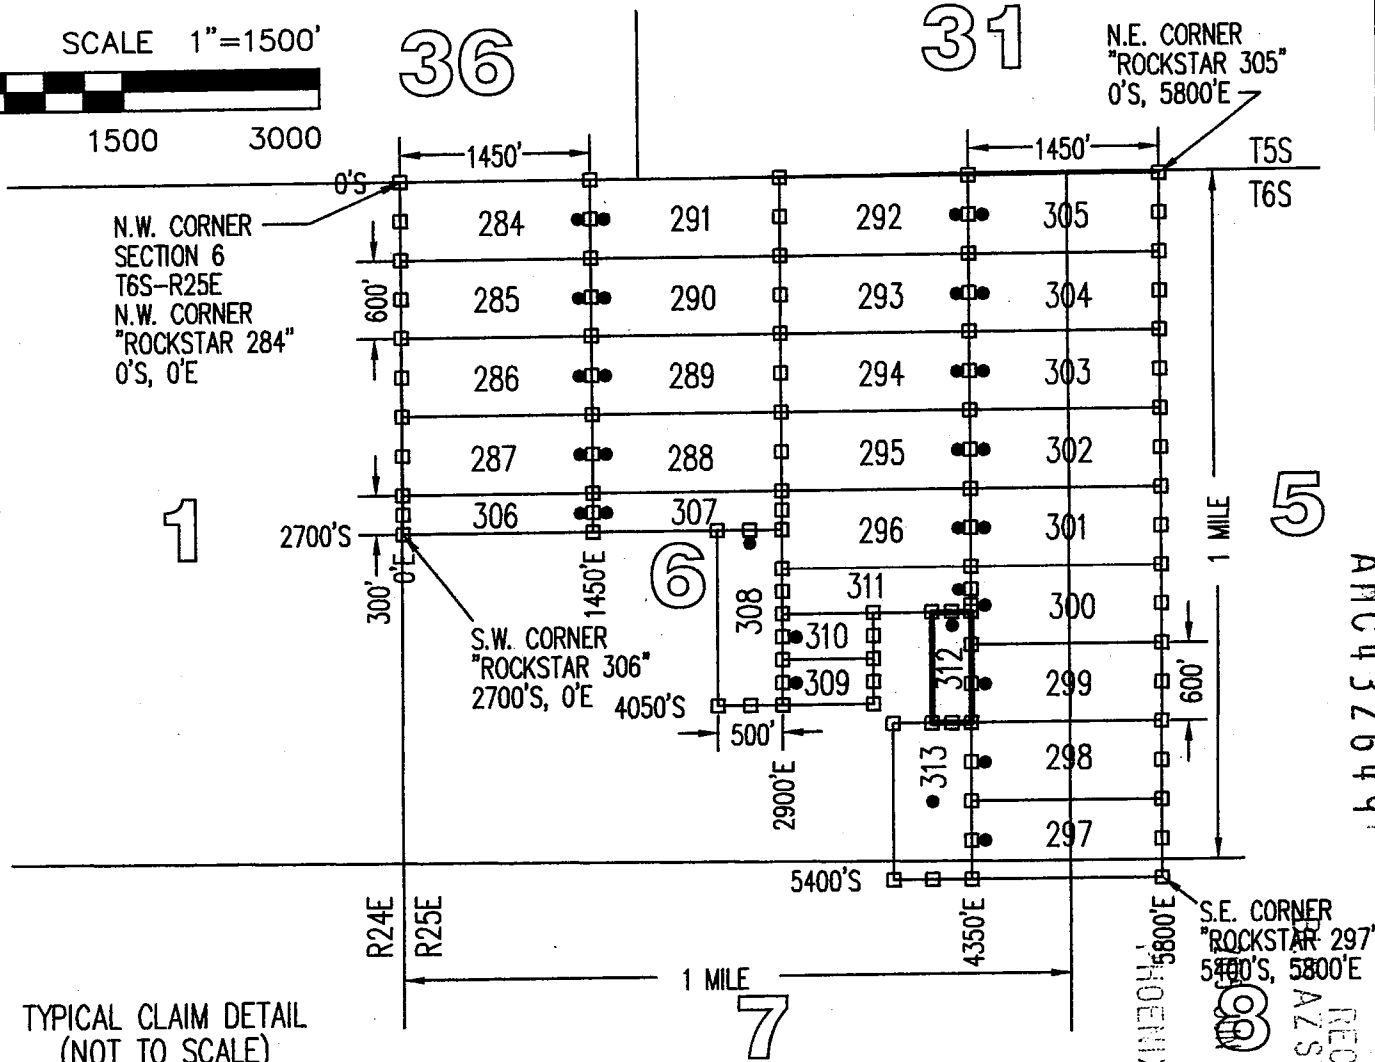 SCALE 1"=1500'
1500 3000
36
31
N.E. CORNER
"ROCKSTAR 305"
0'S, 5800'E
T5S
T6S
1450'
1450'
0'S
N.W. CORNER
SECTION 6
T6S-R25E
N.W. CORNER
"ROCKSTAR 284"
0'S, 0'E
600'
284 291 292 305
285 290 293 304
286 289 294 303
287 288 295 302
306 307 296 301
1
2700'S
300'
0'E
1450'E
6
5
1 MILE
308
311
300
310
309
312
299
600'
S.W. CORNER
"ROCKSTAR 306"
2700'S, 0'E
4050'S
500'
2900'E
313
298
297
5400'S
4350'E
5800'E
S.E. CORNER
"ROCKSTAR 297"
5400'S, 5800'E
R24E
R25E
1 MILE
7
8
TYPICAL CLAIM DETAIL
(NOT TO SCALE)